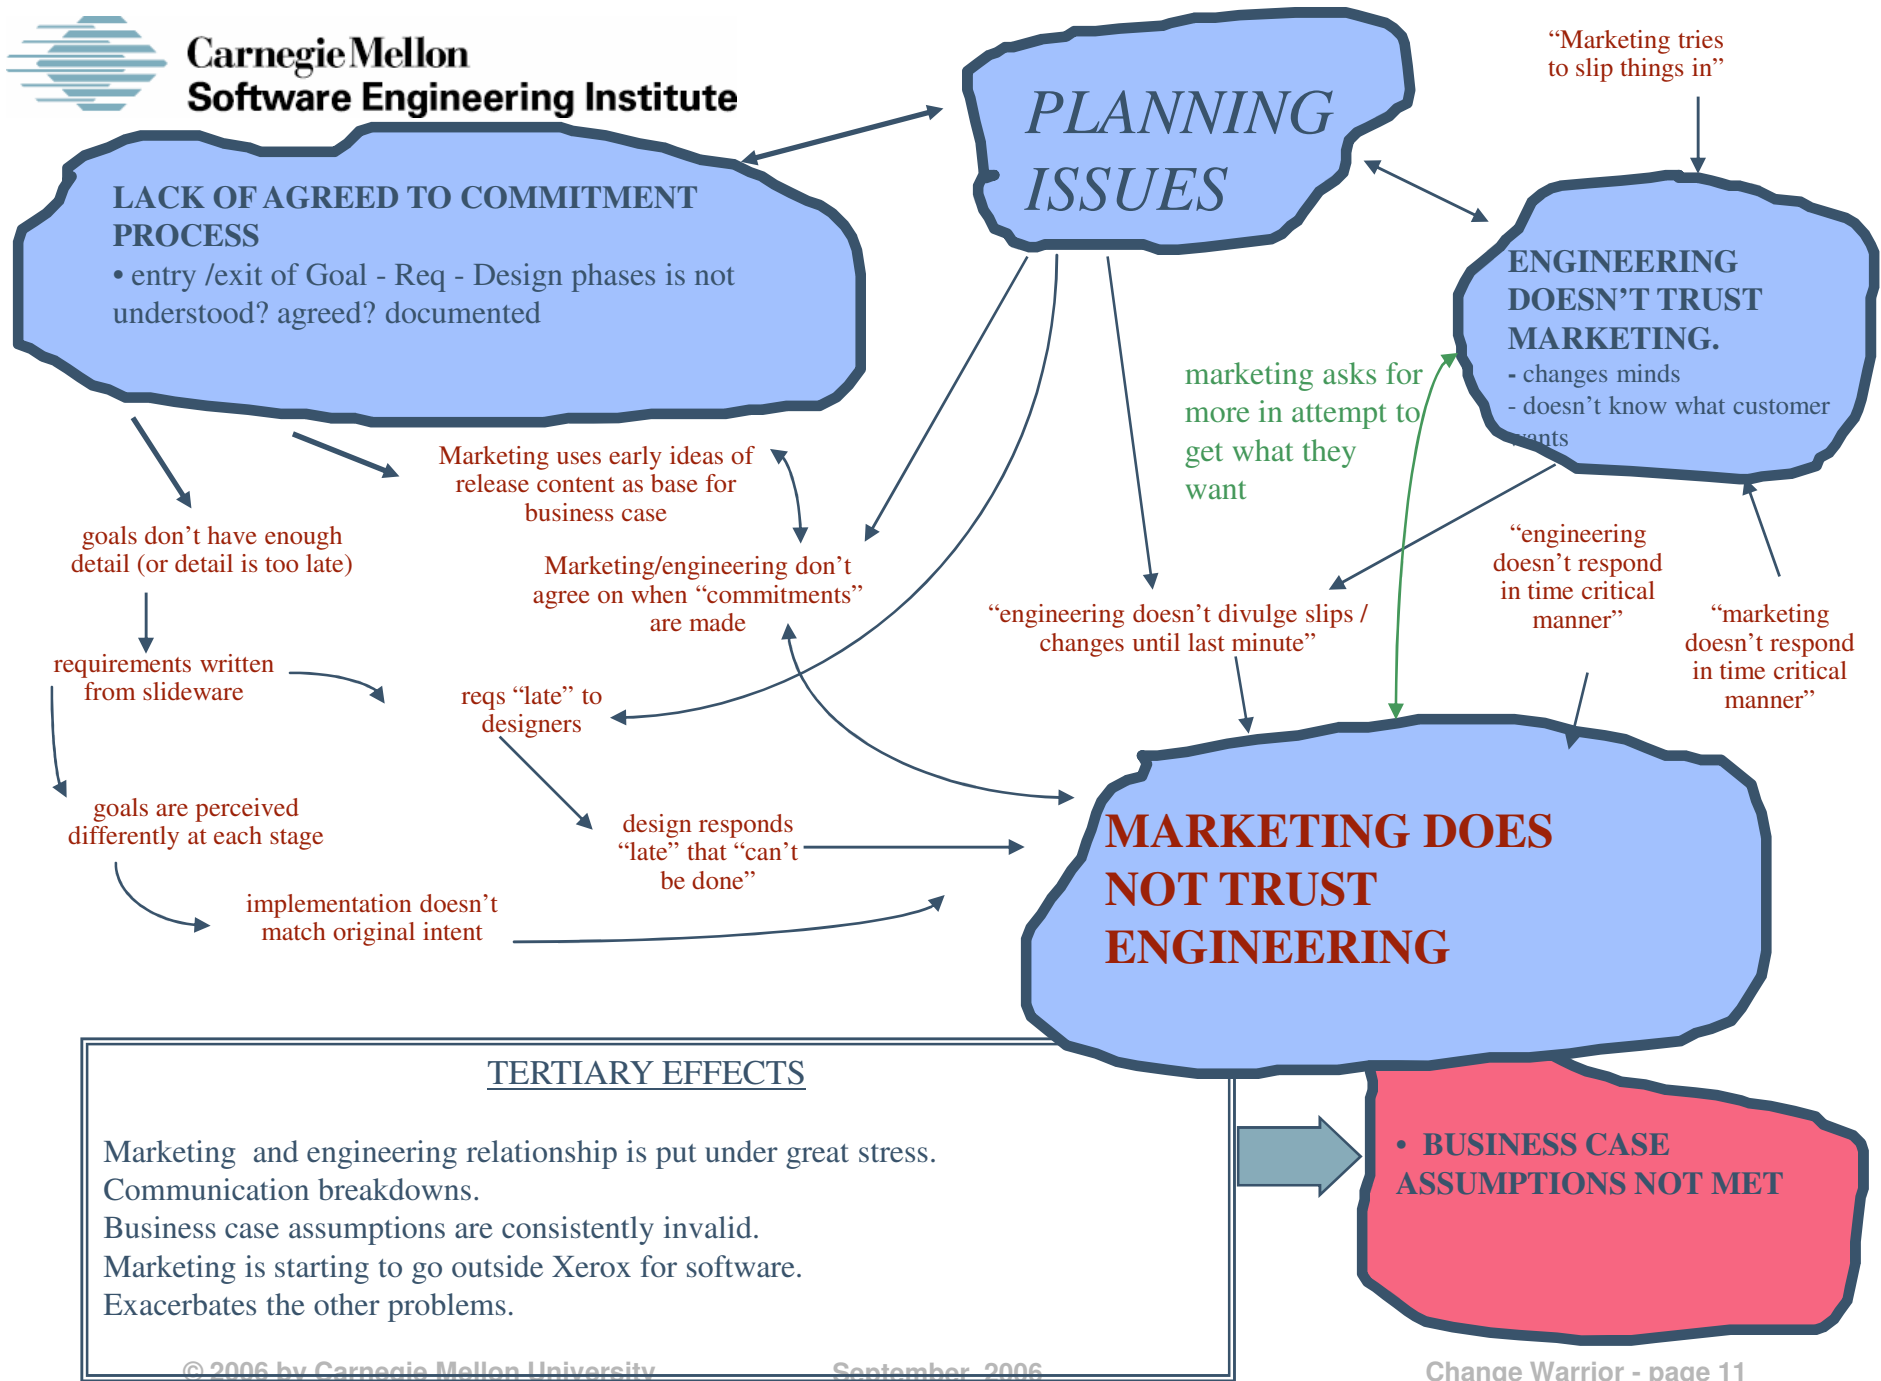 Carnegie Mellon
Software Engineering Institute
PLANNING
ISSUES
“Marketing tries
to slip things in”
LACK OF AGREED TO COMMITMENT
PROCESS
• entry /exit of Goal - Req - Design phases is not
understood? agreed? documented
ENGINEERING
DOESN’T TRUST
MARKETING.
- changes minds
- doesn’t know what customer
wants
marketing asks for
more in attempt to
get what they
want
Marketing uses early ideas of
release content as base for
business case
goals don’t have enough
detail (or detail is too late)
Marketing/engineering don’t
agree on when “commitments”
are made
“engineering doesn’t divulge slips /
changes until last minute”
“engineering
doesn’t respond
in time critical
manner”
“marketing
doesn’t respond
in time critical
manner”
requirements written
from slideware
reqs “late” to
designers
goals are perceived
differently at each stage
design responds
“late” that “can’t
be done”
implementation doesn’t
match original intent
MARKETING DOES
NOT TRUST
ENGINEERING
TERTIARY EFFECTS
Marketing  and engineering relationship is put under great stress.
Communication breakdowns.
Business case assumptions are consistently invalid.
Marketing is starting to go outside Xerox for software.
Exacerbates the other problems.
• BUSINESS CASE
ASSUMPTIONS NOT MET
© 2006 by Carnegie Mellon University
September, 2006
Change Warrior - page 11